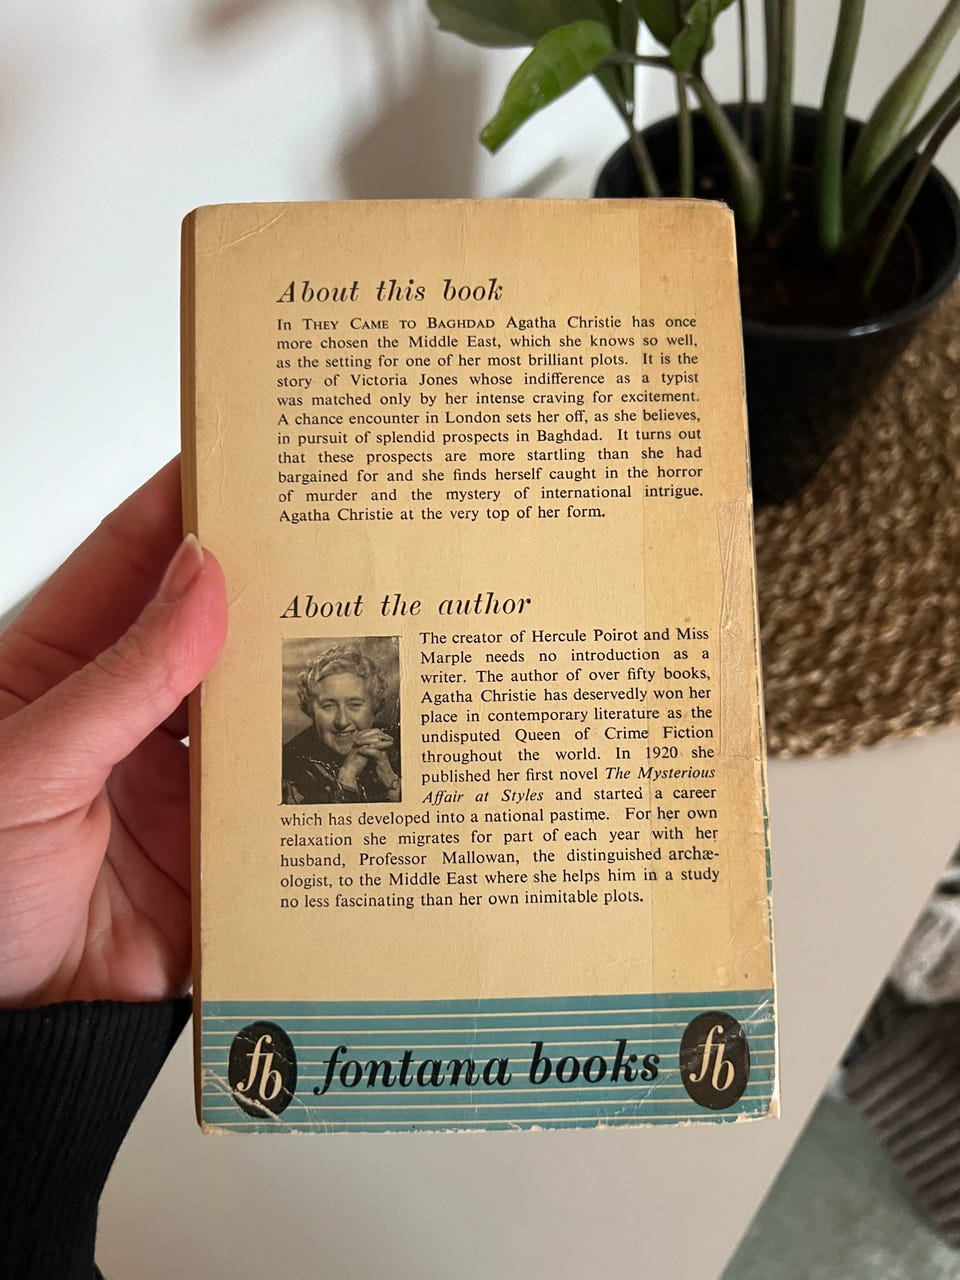 About this book
In THEY CAME TO BAGHDAD Agatha Christie has once
more chosen the Middle East, which she knows so well,
as the setting for one of her most brilliant plots. It is the
story of Victoria Jones whose indifference as a typist
was matched only by her intense craving for excitement.
A chance encounter in London sets her off, as she believes,
in pursuit of splendid prospects in Baghdad. It turns out
that these prospects are more startling than she had
bargained for and she finds herself caught in the horror
of murder and the mystery of international intrigue.
Agatha Christie at the very top of her form.
About the author
The creator of Hercule Poirot and Miss
Marple needs no introduction as a
writer. The author of over fifty books,
Agatha Christie has deservedly won her
place in contemporary literature as the
undisputed Queen of Crime Fiction
throughout the world. In 1920 she
published her first novel The Mysterious
Affair at Styles and started a career
which has developed into a national pastime. For her own
relaxation she migrates for part of each year with her
husband, Professor Mallowan, the distinguished archæ-
ologist, to the Middle East where she helps him in a study
no less fascinating than her own inimitable plots.
fb fontana books fb